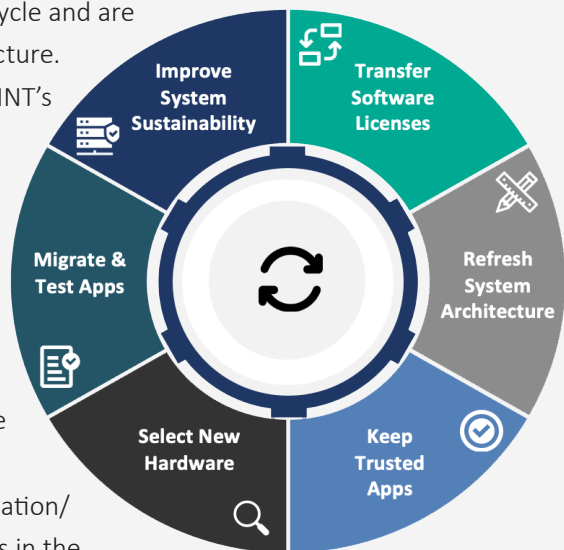 ycle and are
cture.
INT's
e
ation/
s in the
Improve
System
Sustainability
Transfer
Software
Licenses
Refresh
System
Architecture
Keep
Trusted
Apps
Select New
Hardware
Migrate &
Test Apps